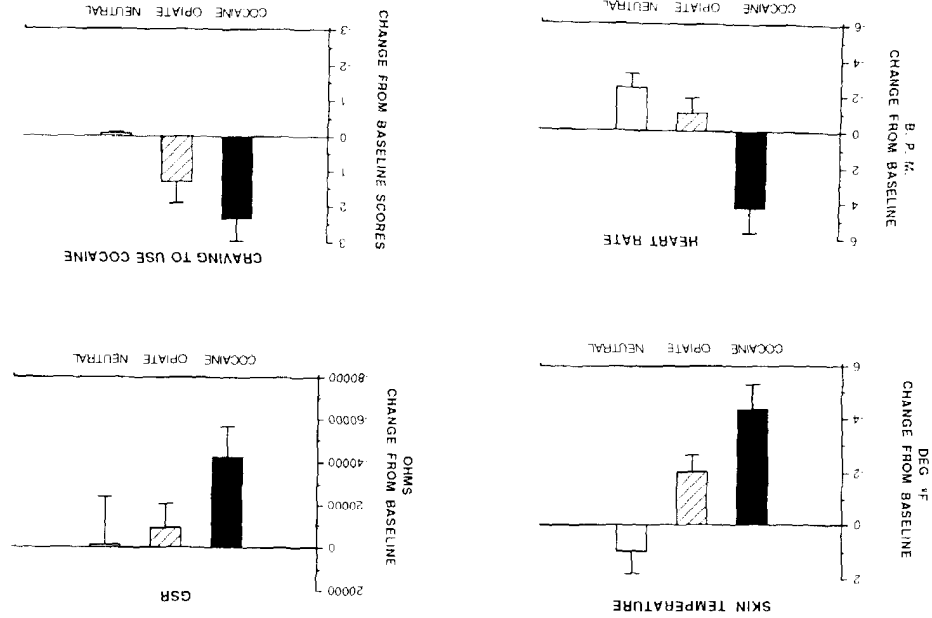 SKIN TEMPERATURE
DEG °F
CHANGE FROM BASELINE
2
0
-2
-4
-6
COCAINE OPIATE NEUTRAL
GSR
OHMS
CHANGE FROM BASELINE
20000
0
-20000
-40000
-60000
-80000
COCAINE OPIATE NEUTRAL
HEART RATE
B. P. M.
CHANGE FROM BASELINE
6
4
2
0
-2
-4
-6
COCAINE OPIATE NEUTRAL
CRAVING TO USE COCAINE
CHANGE FROM BASELINE SCORES
3
2
1
0
-1
-2
-3
COCAINE OPIATE NEUTRAL